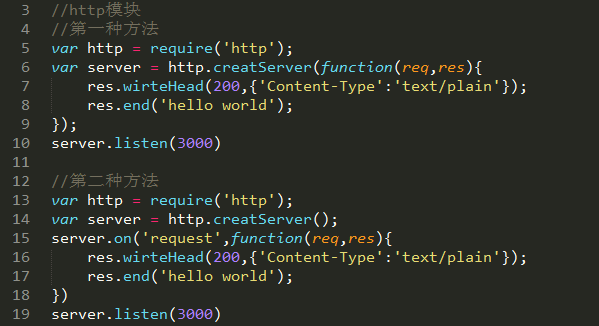 3 //http模块
4 //第一种方法
5 var http = require('http');
6 var server = http.creatServer(function(req,res){
7     res.wirteHead(200,{'Content-Type':'text/plain'});
8     res.end('hello world');
9 });
10 server.listen(3000)
11
12 //第二种方法
13 var http = require('http');
14 var server = http.creatServer();
15 server.on('request',function(req,res){
16     res.wirteHead(200,{'Content-Type':'text/plain'});
17     res.end('hello world');
18 })
19 server.listen(3000)